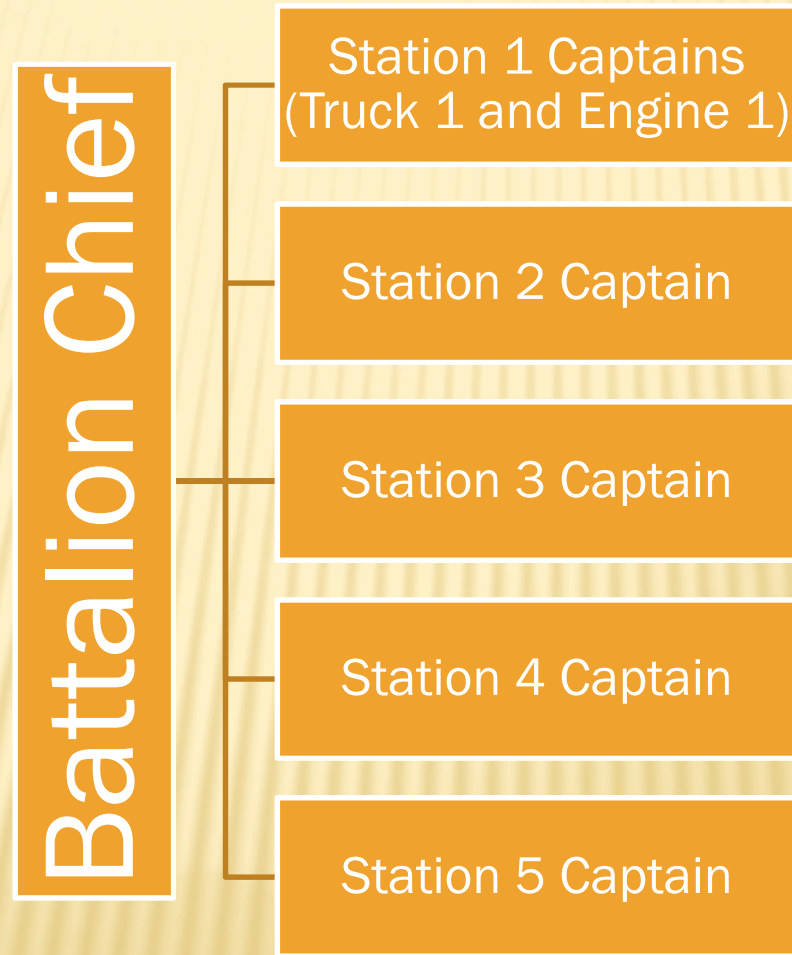 Battalion Chief
Station 1 Captains
(Truck 1 and Engine 1)
Station 2 Captain
Station 3 Captain
Station 4 Captain
Station 5 Captain